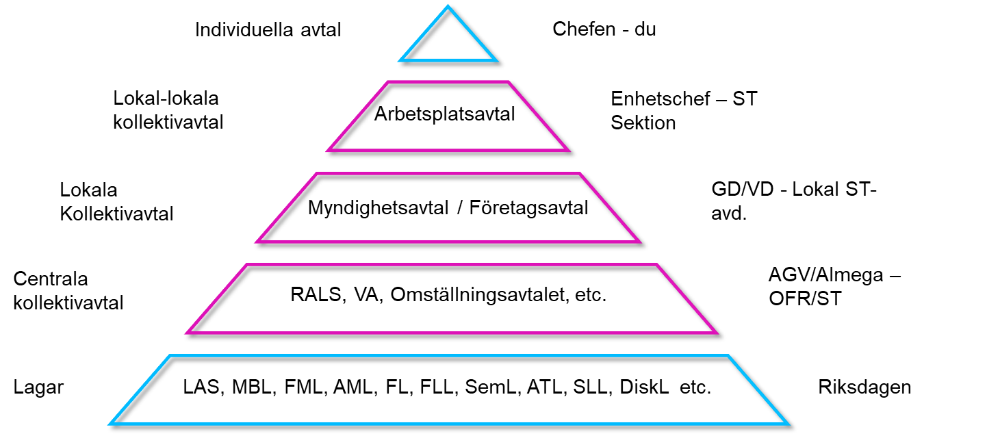 Individuella avtal
Chefen - du
Lokal-lokala
kollektivavtal
Arbetsplatsavtal
Enhetschef – ST
Sektion
Lokala
Kollektivavtal
Myndighetsavtal / Företagsavtal
GD/VD - Lokal ST-
avd.
Centrala
kollektivavtal
RALS, VA, Omställningsavtalet, etc.
AGV/Almega –
OFR/ST
Lagar
LAS, MBL, FML, AML, FL, FLL, SemL, ATL, SLL, DiskL etc.
Riksdagen